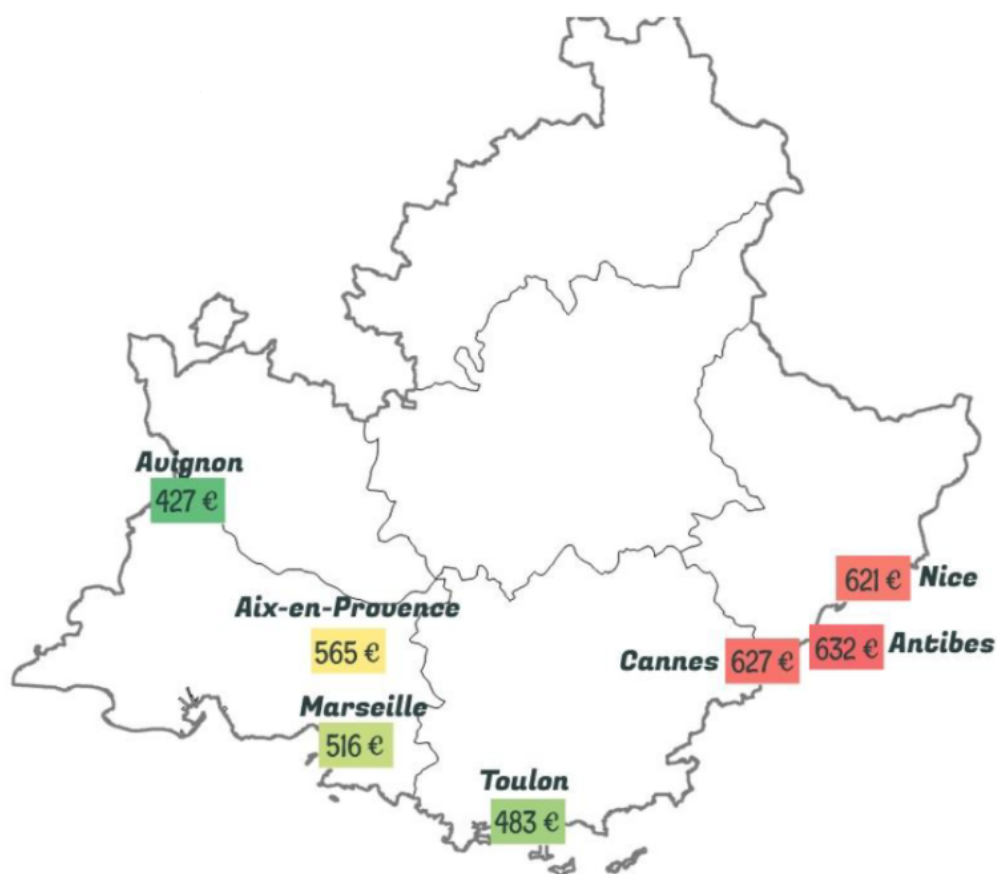 Avignon
427 €
Aix-en-Provence
565 €
621 € Nice
Cannes 627 €
632 € Antibes
Marseille
516 €
Toulon
483 €